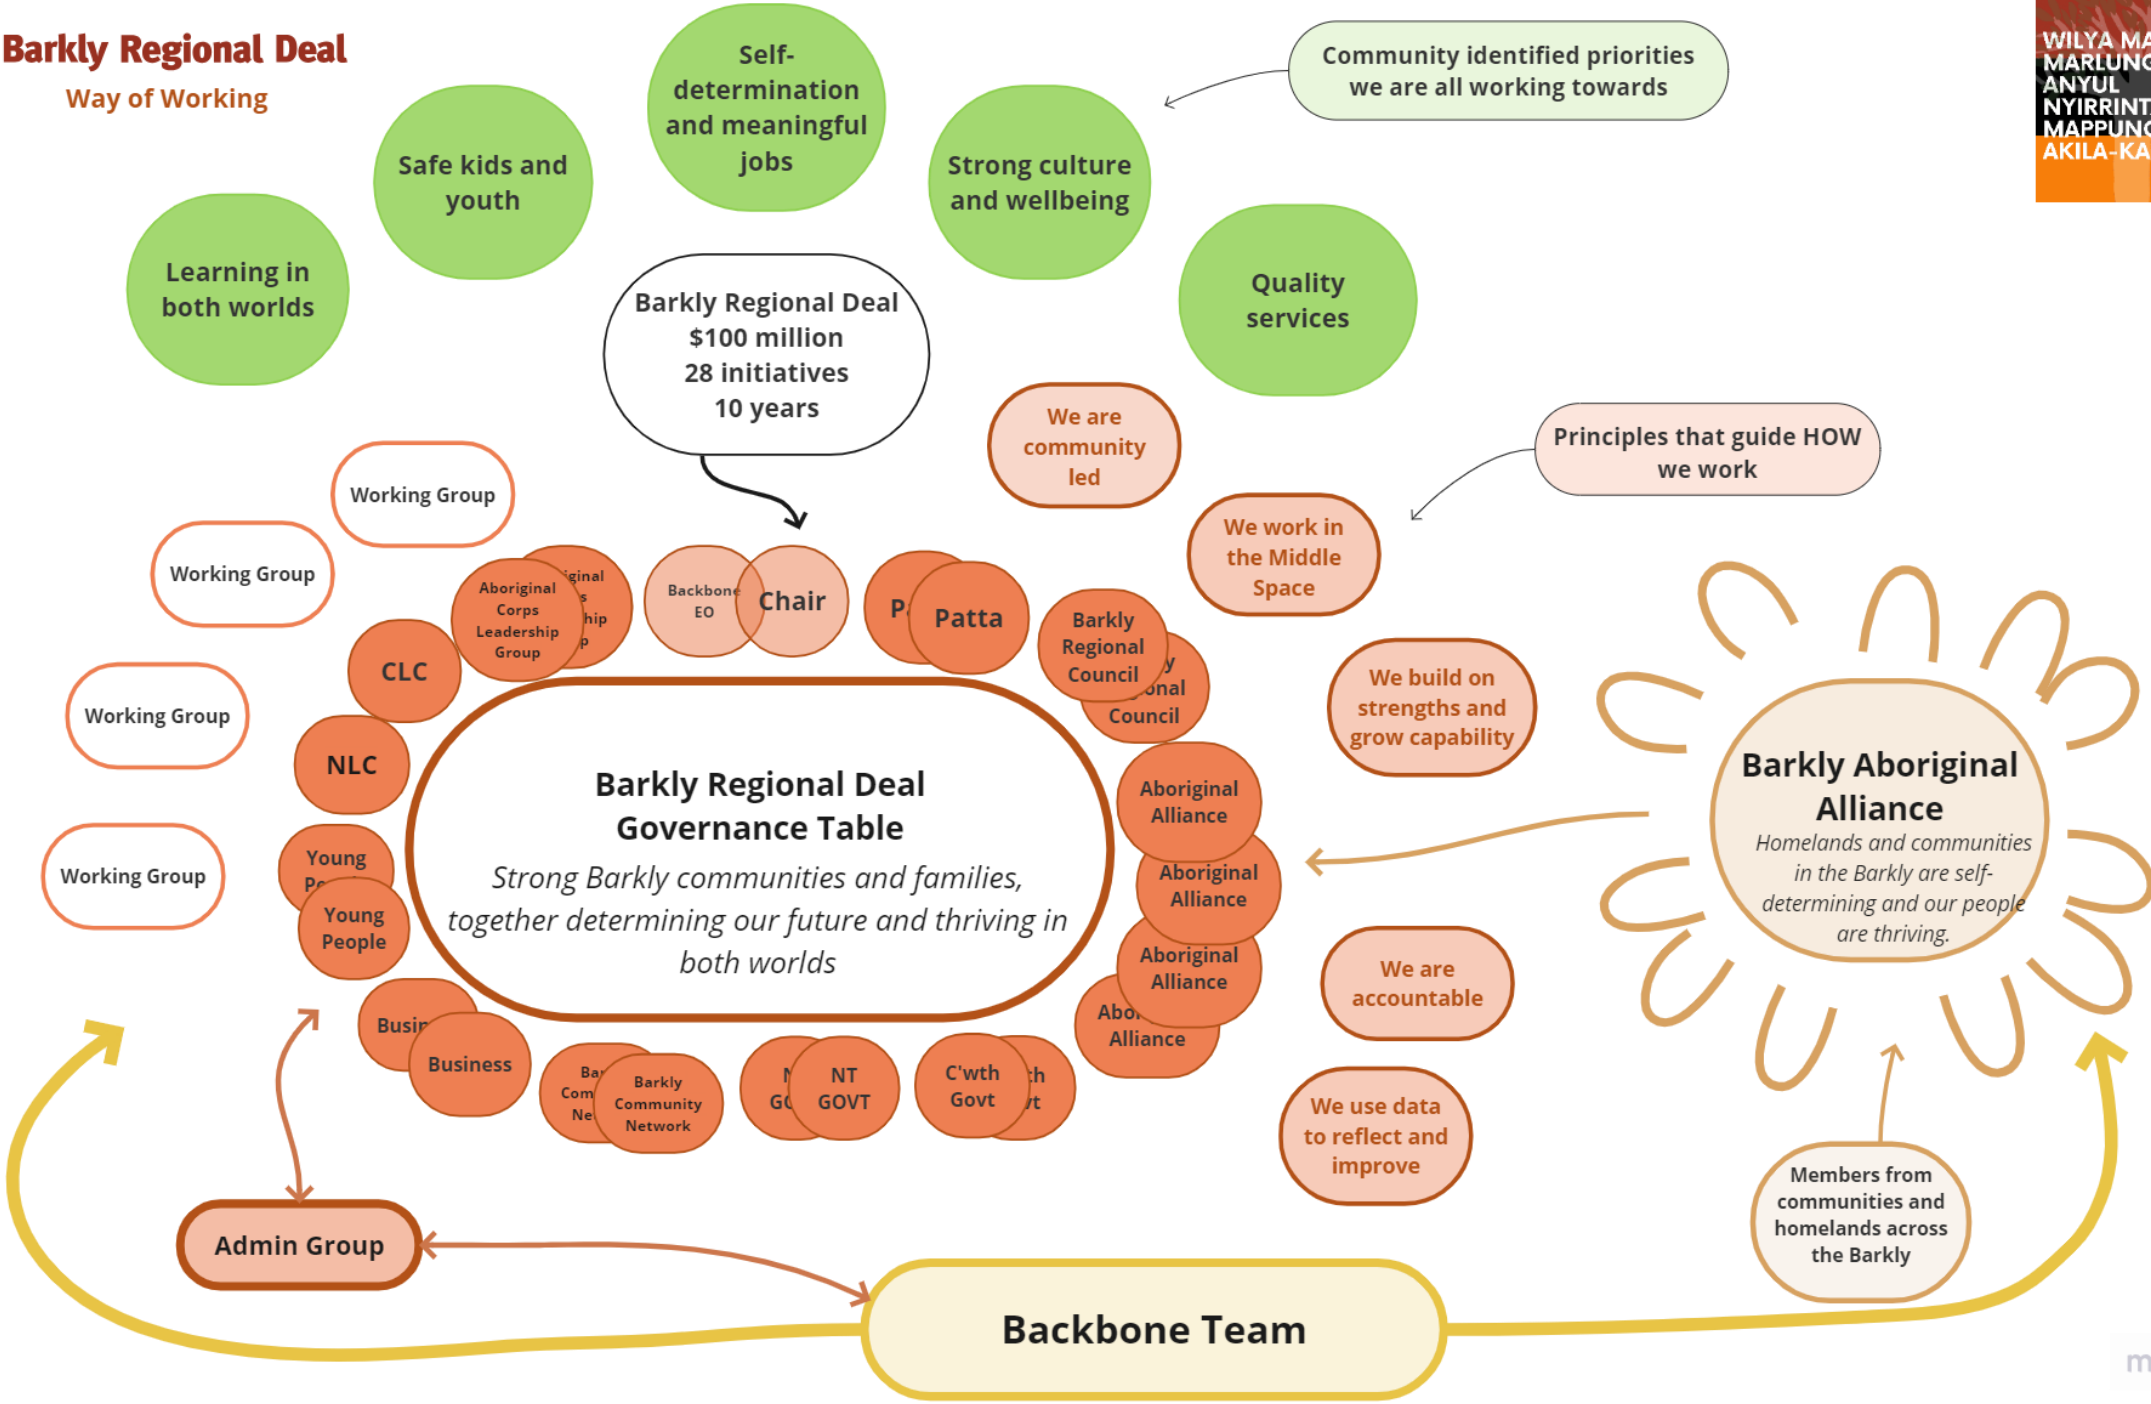 Barkly Regional Deal
Way of Working
Self-
determination
and meaningful
jobs
Community identified priorities
we are all working towards
WILYA
MARLUNG
ANYUL
NYIRRINT
MAPPUNG
AKILA-KA
Safe kids and
youth
Strong culture
and wellbeing
Learning in
both worlds
Quality
services
Barkly Regional Deal
$100 million
28 initiatives
10 years
We are
community
led
Principles that guide HOW
we work
Working Group
Working Group
Working Group
Working Group
We work in
the Middle
Space
Aboriginal
Corps
Leadership
Group
Backbone
EO
Chair
Patta
Barkly
Regional
Council
Council
CLC
NLC
We build on
strengths and
grow capability
Barkly Regional Deal
Governance Table
Strong Barkly communities and families,
together determining our future and thriving in
both worlds
Aboriginal
Alliance
Aboriginal
Alliance
Aboriginal
Alliance
Alliance
Barkly Aboriginal
Alliance
Homelands and communities
in the Barkly are self-
determining and our people
are thriving.
Young
Young
People
Business
Barkly
Community
Network
NT
GOVT
C'wth
Govt
We are
accountable
We use data
to reflect and
improve
Members from
communities and
homelands across
the Barkly
Admin Group
Backbone Team